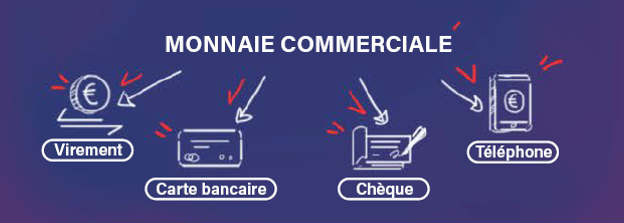 MONNAIE COMMERCIALE
€
€
Virement
Carte bancaire
Chèque
Téléphone